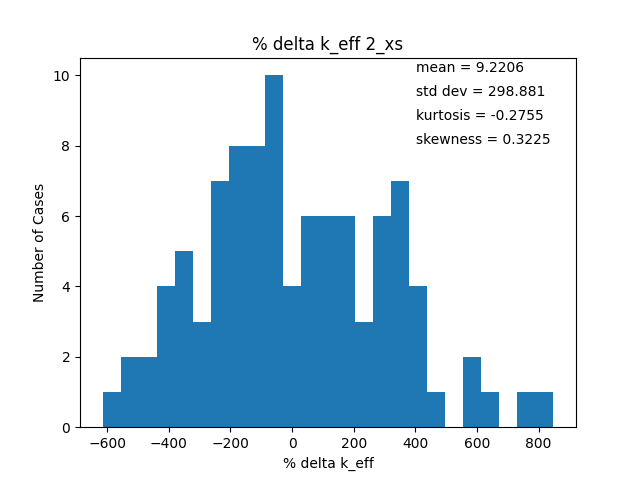 % delta k_eff 2_xs
mean = 9.2206
std dev = 298.881
kurtosis = -0.2755
skewness = 0.3225
10
8
6
4
2
0
Number of Cases
−600 −400 −200 0 200 400 600 800
% delta k_eff